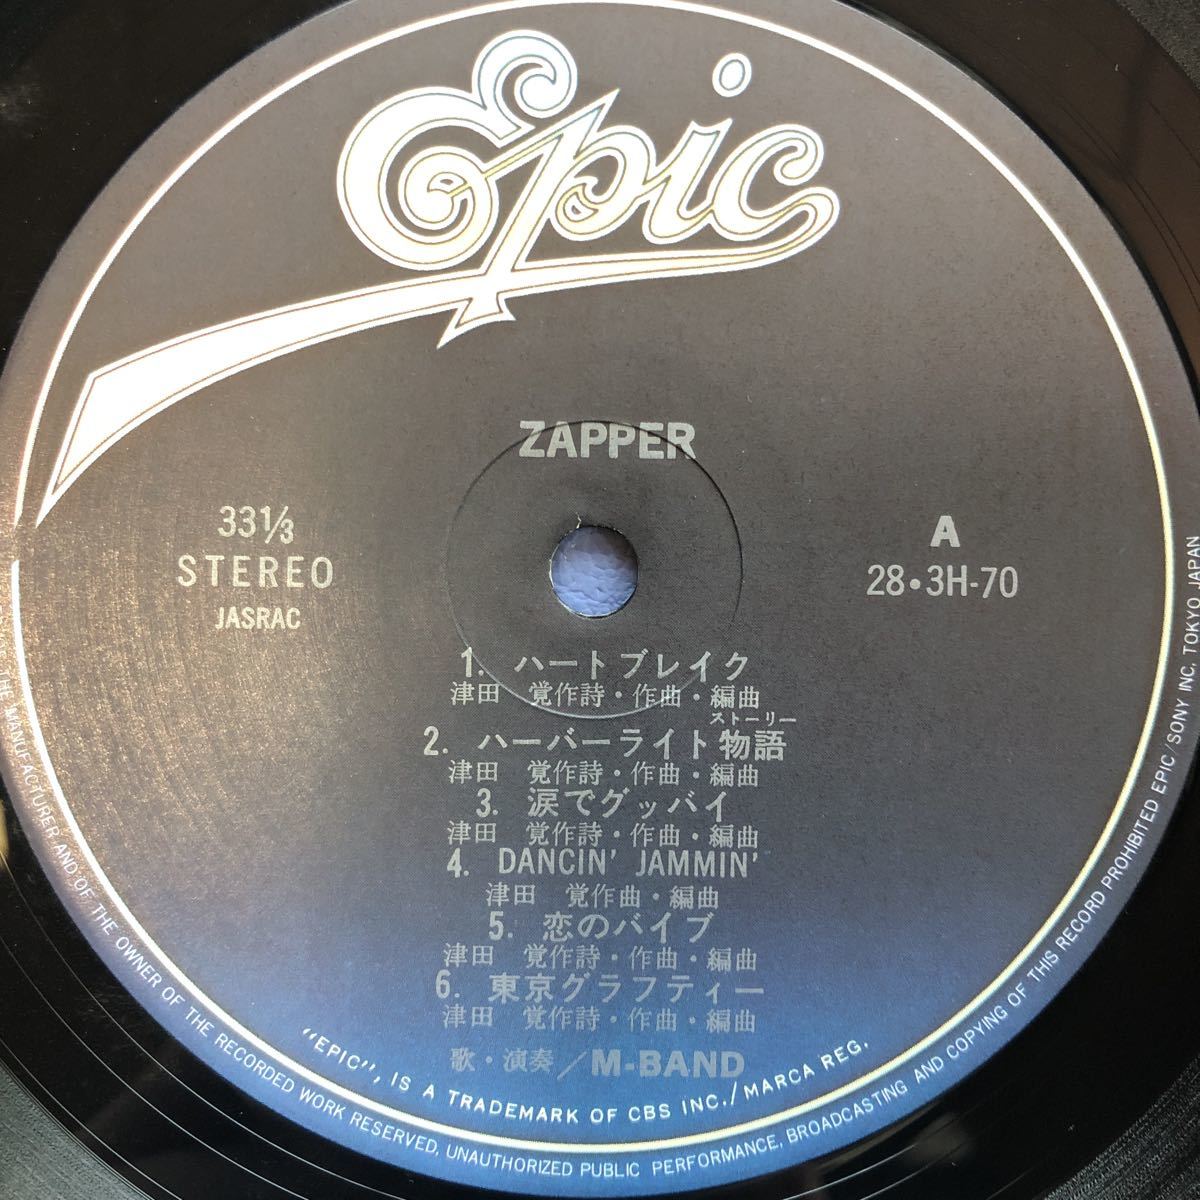 Epic
ZAPPER
33⅓
STEREO
JASRAC
A
28•3H-70
1. ハートブレイク
津田 覚作詩・作曲・編曲
ストーリー
2. ハーバーライト物語
津田 覚作詩・作曲・編曲
3. 涙でグッバイ
津田 覚作詩・作曲・編曲
4. DANCIN' JAMMIN'
津田 覚作曲・編曲
5. 恋のバイブ
津田 覚作詩・作曲・編曲
6. 東京グラフティー
津田 覚作詩・作曲・編曲
歌・演奏/M-BAND
"EPIC", IS A TRADEMARK OF CBS INC./MARCA REG.
THE MANUFACTURER AND OF THE OWNER OF THE RECORDED WORK RESERVED, UNAUTHORIZED PUBLIC PERFORMANCE, BROADCASTING AND COPYING OF THIS RECORD PROHIBITED EPIC/SONY INC. TOKYO, JAPAN